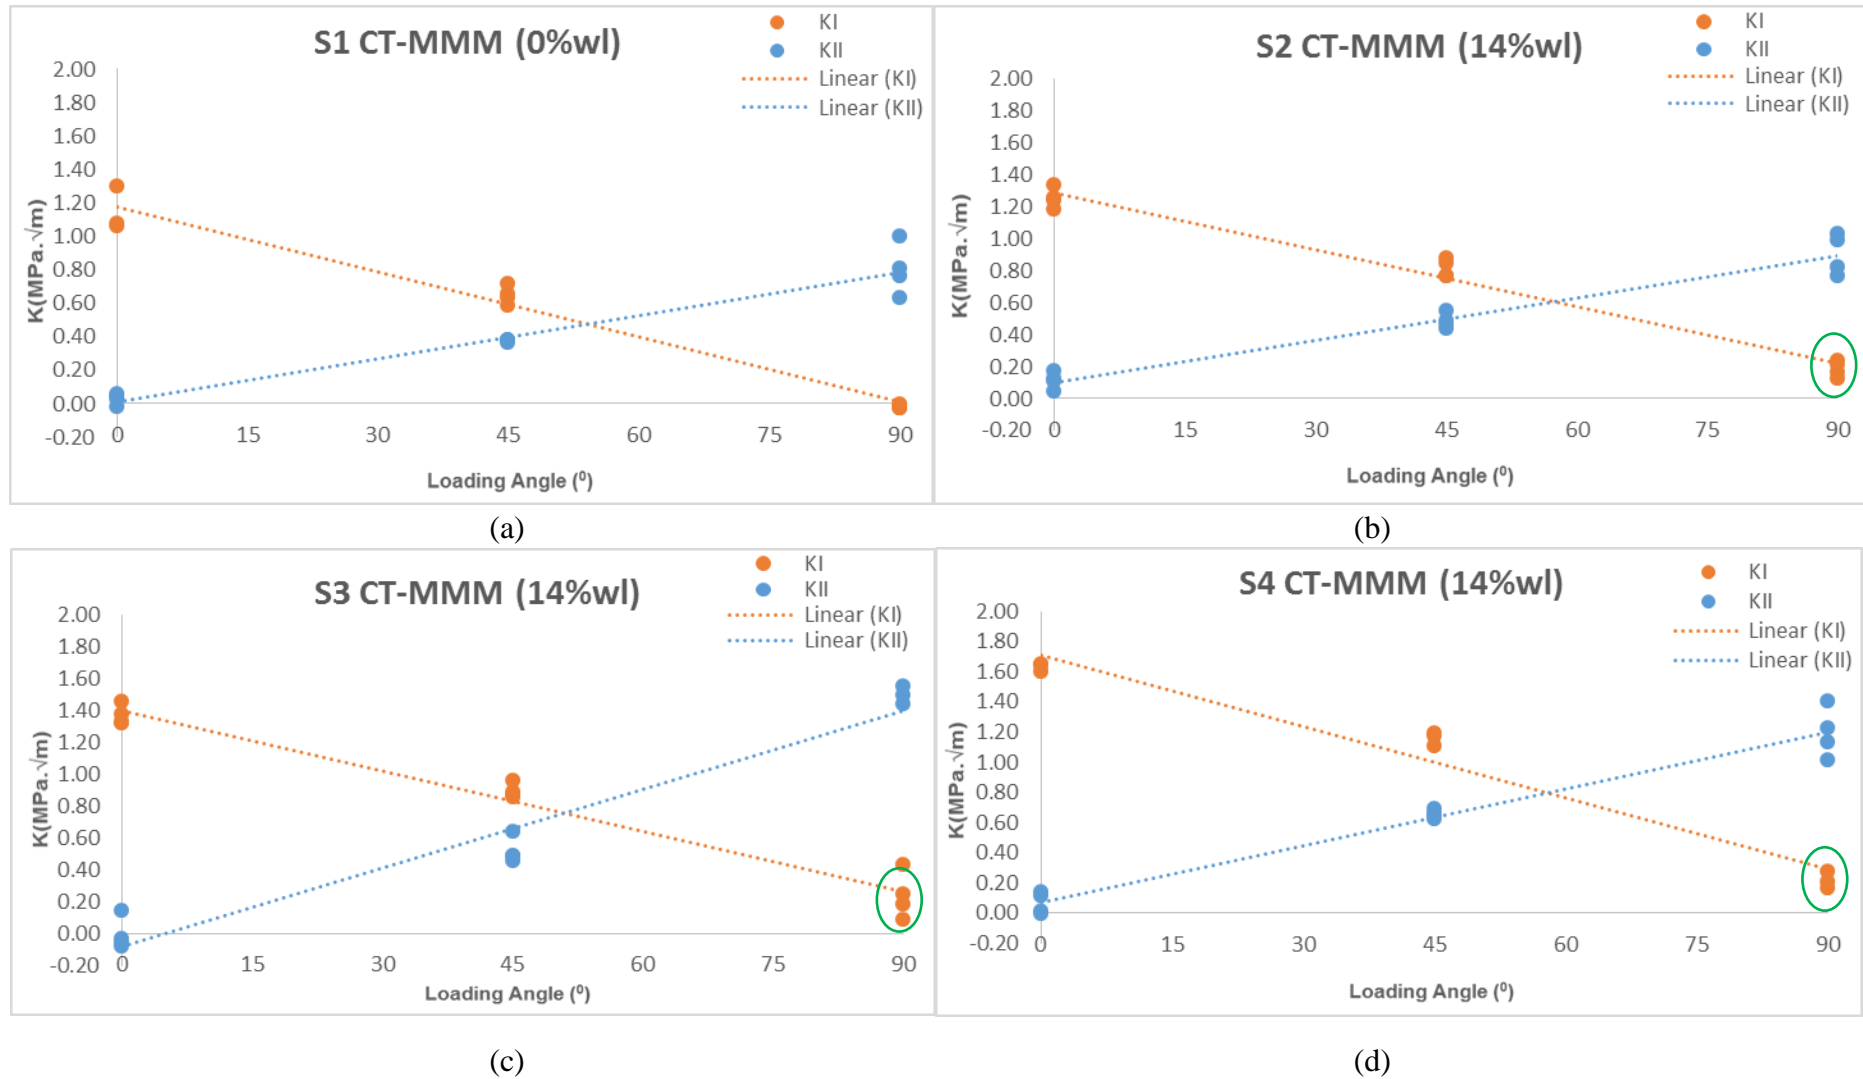 S1 CT-MMM (0%wl)
KI
KII
Linear (KI)
Linear (KII)
2.00
1.80
1.60
1.40
1.20
1.00
0.80
0.60
0.40
0.20
0.00
-0.20
K(MPa.√m)
0 15 30 45 60 75 90
Loading Angle (⁰)
(a)
S2 CT-MMM (14%wl)
KI
KII
Linear (KI)
Linear (KII)
2.00
1.80
1.60
1.40
1.20
1.00
0.80
0.60
0.40
0.20
0.00
-0.20
K(MPa.√m)
0 15 30 45 60 75 90
Loading Angle (⁰)
(b)
S3 CT-MMM (14%wl)
KI
KII
Linear (KI)
Linear (KII)
2.00
1.80
1.60
1.40
1.20
1.00
0.80
0.60
0.40
0.20
0.00
-0.20
K(MPa.√m)
0 15 30 45 60 75 90
Loading Angle (⁰)
(c)
S4 CT-MMM (14%wl)
KI
KII
Linear (KI)
Linear (KII)
2.00
1.80
1.60
1.40
1.20
1.00
0.80
0.60
0.40
0.20
0.00
-0.20
K(MPa.√m)
0 15 30 45 60 75 90
Loading Angle (⁰)
(d)